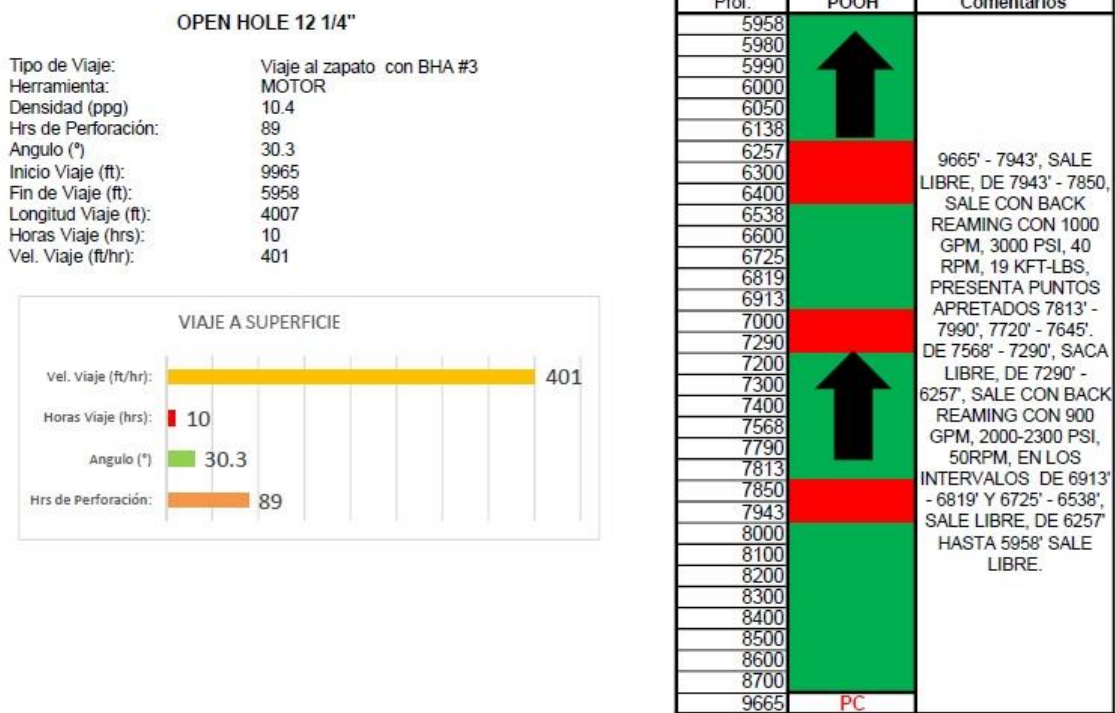 OPEN HOLE 12 1/4"
Tipo de Viaje: Viaje al zapato con BHA #3
Herramienta: MOTOR
Densidad (ppg) 10.4
Hrs de Perforación: 89
Angulo (°) 30.3
Inicio Viaje (ft): 9965
Fin de Viaje (ft): 5958
Longitud Viaje (ft): 4007
Horas Viaje (hrs): 10
Vel. Viaje (ft/hr): 401
VIAJE A SUPERFICIE
Vel. Viaje (ft/hr): 401
Horas Viaje (hrs): 10
Angulo (°) 30.3
Hrs de Perforación: 89
Prof. POOH Comentarios
5958
5980
5990
6000
6050
6138
6257
6300
6400
6538
6600
6725
6819
6913
7000
7290
7200
7300
7400
7568
7790
7813
7850
7943
8000
8100
8200
8300
8400
8500
8600
8700
9665 PC
9665' - 7943', SALE
LIBRE, DE 7943' - 7850,
SALE CON BACK
REAMING CON 1000
GPM, 3000 PSI, 40
RPM, 19 KFT-LBS,
PRESENTA PUNTOS
APRETADOS 7813' -
7990', 7720' - 7645'.
DE 7568' - 7290', SACA
LIBRE, DE 7290' -
6257', SALE CON BACK
REAMING CON 900
GPM, 2000-2300 PSI,
50RPM, EN LOS
INTERVALOS DE 6913'
- 6819' Y 6725' - 6538',
SALE LIBRE, DE 6257'
HASTA 5958' SALE
LIBRE.